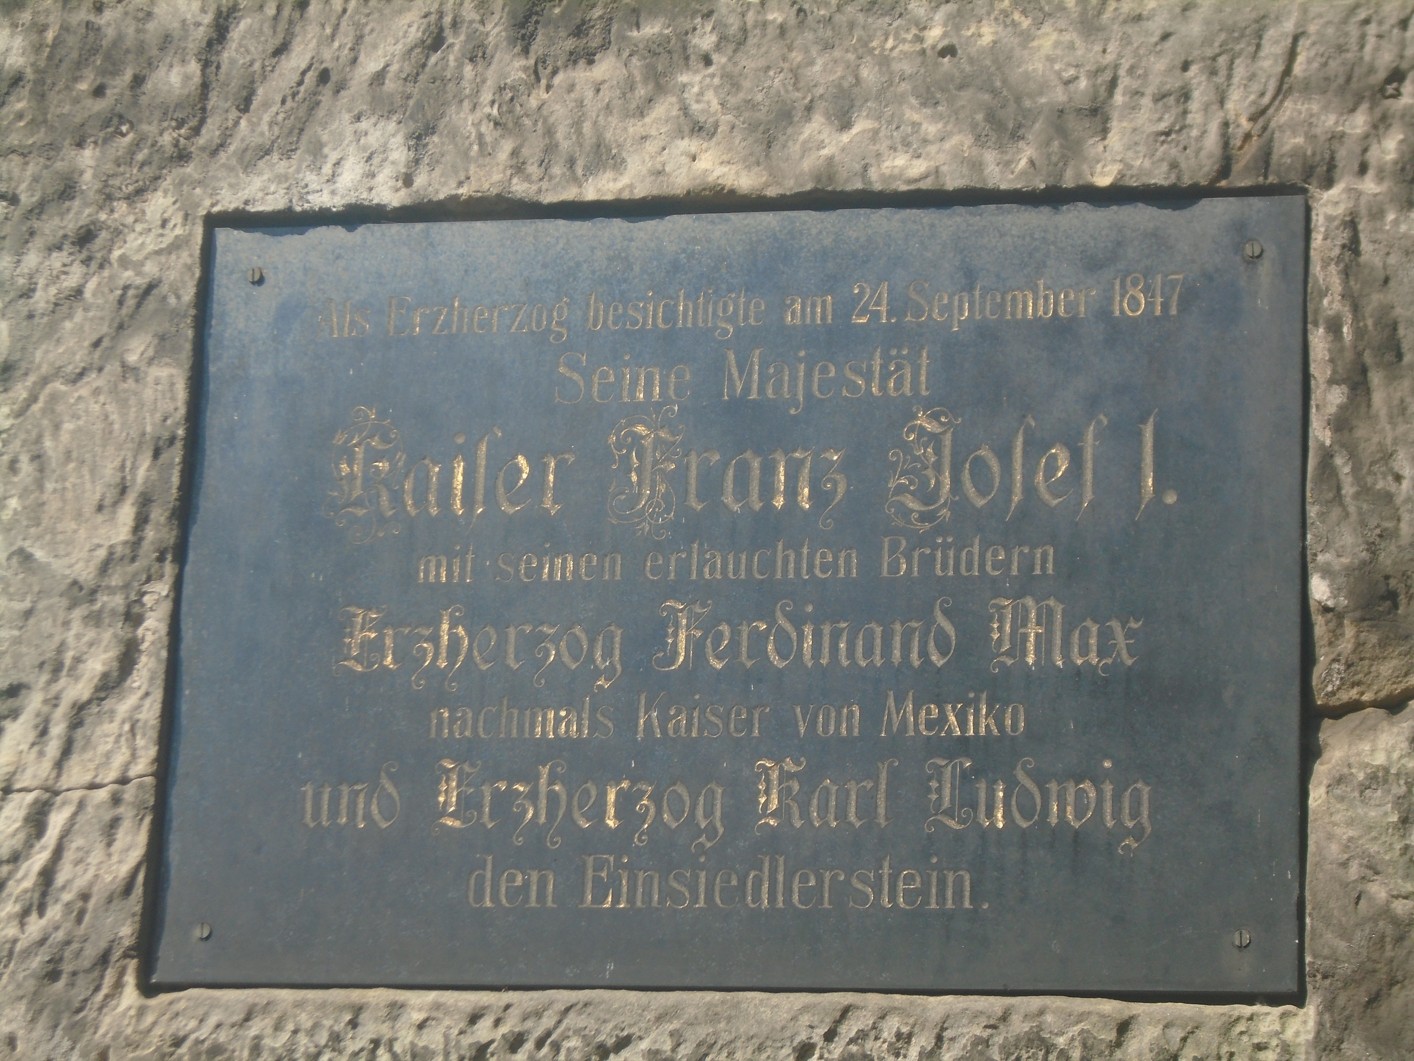 Als Erzherzog besichtigte am 24. September 1847
Seine Majestät
Kaiser Franz Josef I.
mit seinen erlauchten Brüdern
Erzherzog Ferdinand Max
nachmals Kaiser von Mexiko
und Erzherzog Karl Ludwig
den Einsiedlerstein.